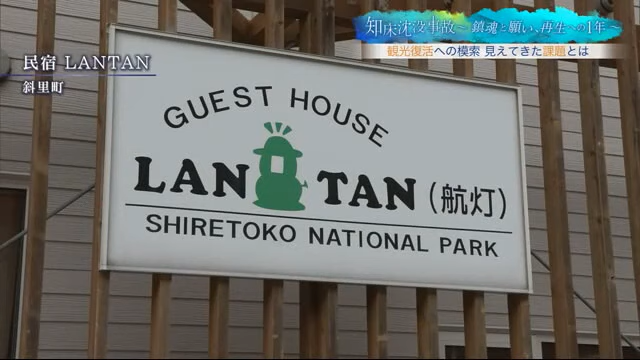 知床沈没事故 〜鎮魂と願い、再生への1年〜
観光復活への模索 見えてきた課題とは
民宿 LANTAN
斜里町
GUEST HOUSE
LAN TAN (航灯)
SHIRETOKO NATIONAL PARK